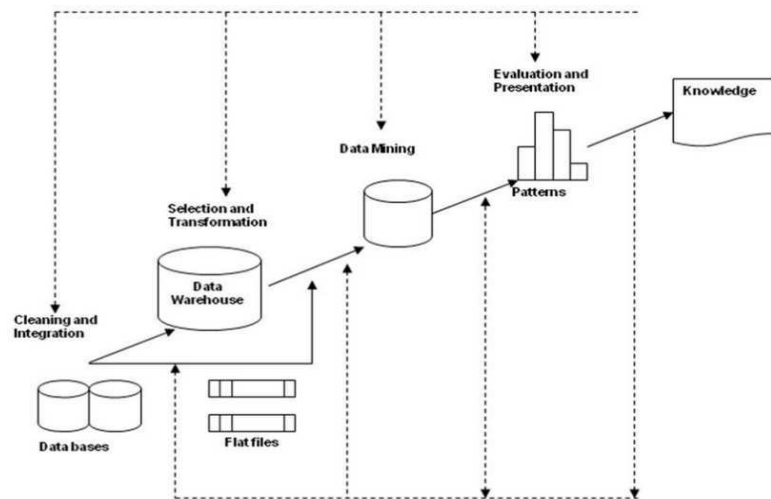 Evaluation and
Presentation
Knowledge
Data Mining
Patterns
Selection and
Transformation
Data
Warehouse
Cleaning and
Integration
Data bases
Flat files